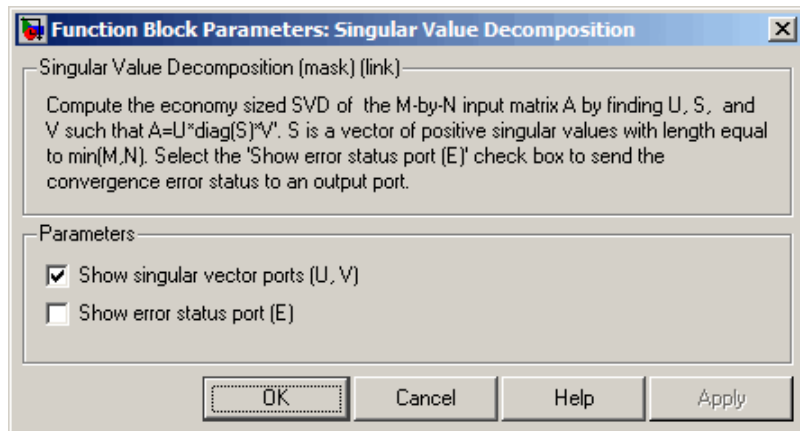 Function Block Parameters: Singular Value Decomposition
Singular Value Decomposition (mask) (link)
Compute the economy sized SVD of the M-by-N input matrix A by finding U, S, and
V such that A=U*diag(S)*V'. S is a vector of positive singular values with length equal
to min(M,N). Select the 'Show error status port (E)' check box to send the
convergence error status to an output port.
Parameters
Show singular vector ports (U, V)
Show error status port (E)
OK Cancel Help Apply